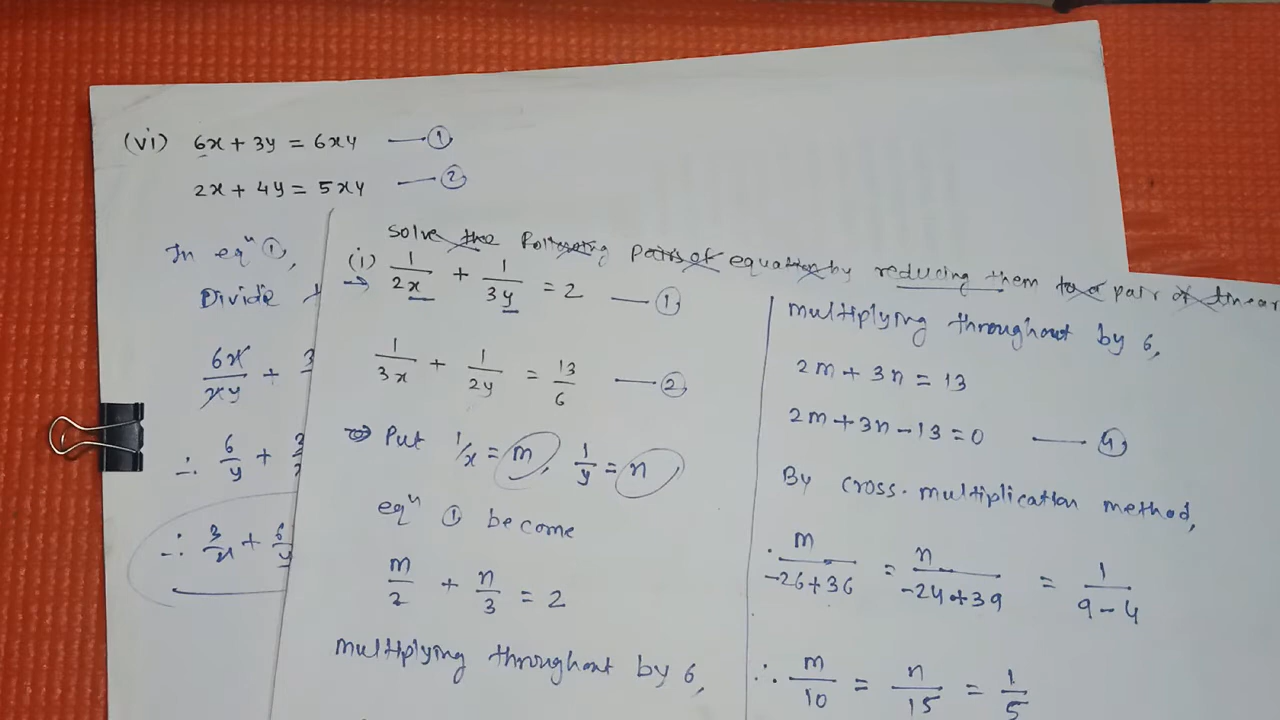 (vi) 6x + 3y = 6xy —①
2x + 4y = 5xy —②
In eqⁿ ①,
Divide
6x/xy + 3
∴ 6/y + 3
∴ 3/x + 6/y
Solve the Following pairs of equation by reducing them to a pair of linear
(i) 1/2x + 1/3y = 2 —①
1/3x + 1/2y = 13/6 —②
Put 1/x = m, 1/y = n,
eqⁿ ① become
m/2 + n/3 = 2
multiplying throughout by 6,
multiplying throughout by 6,
2m + 3n = 13
2m + 3n - 13 = 0 —④
By cross-multiplication method,
m/-26+36 = n/-24+39 = 1/9-4
∴ m/10 = n/15 = 1/5